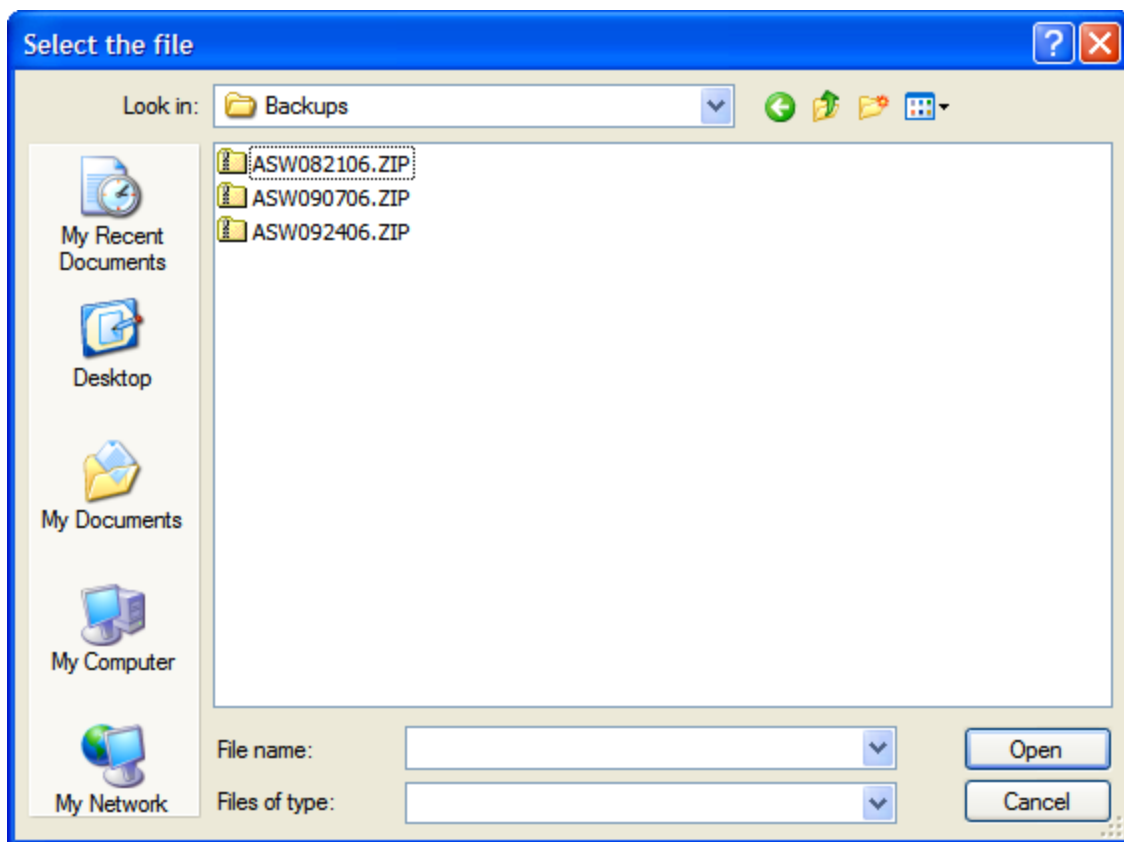 Select the file
Look in: Backups
ASW082106.ZIP
ASW090706.ZIP
ASW092406.ZIP
My Recent
Documents
Desktop
My Documents
My Computer
My Network
File name:
Open
Files of type:
Cancel